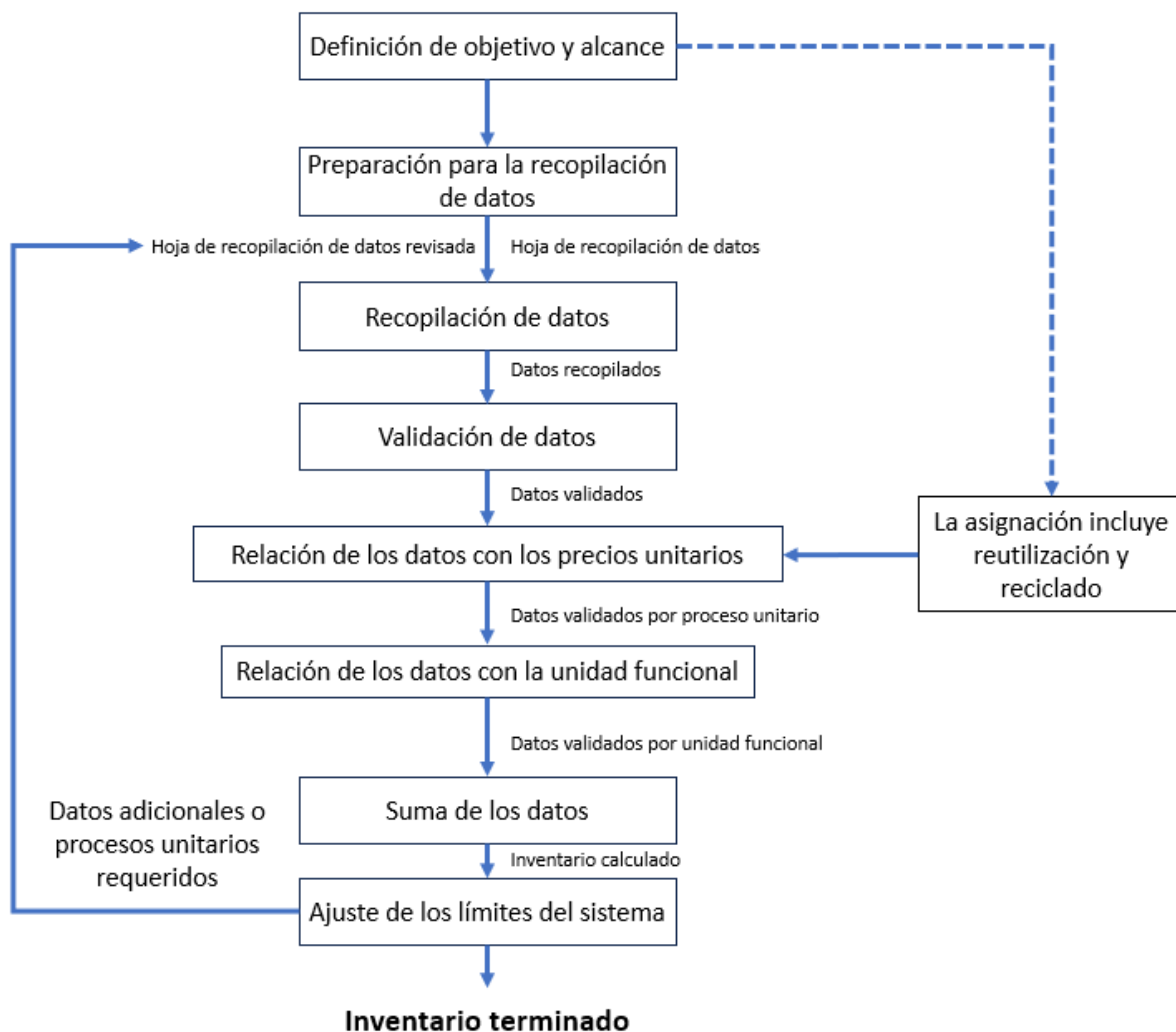 Definición de objetivo y alcance
Preparación para la recopilación
de datos
Hoja de recopilación de datos revisada
Hoja de recopilación de datos
Recopilación de datos
Datos recopilados
Validación de datos
Datos validados
La asignación incluye
reutilización y
reciclado
Relación de los datos con los precios unitarios
Datos validados por proceso unitario
Relación de los datos con la unidad funcional
Datos validados por unidad funcional
Suma de los datos
Datos adicionales o
procesos unitarios
requeridos
Inventario calculado
Ajuste de los límites del sistema
Inventario terminado